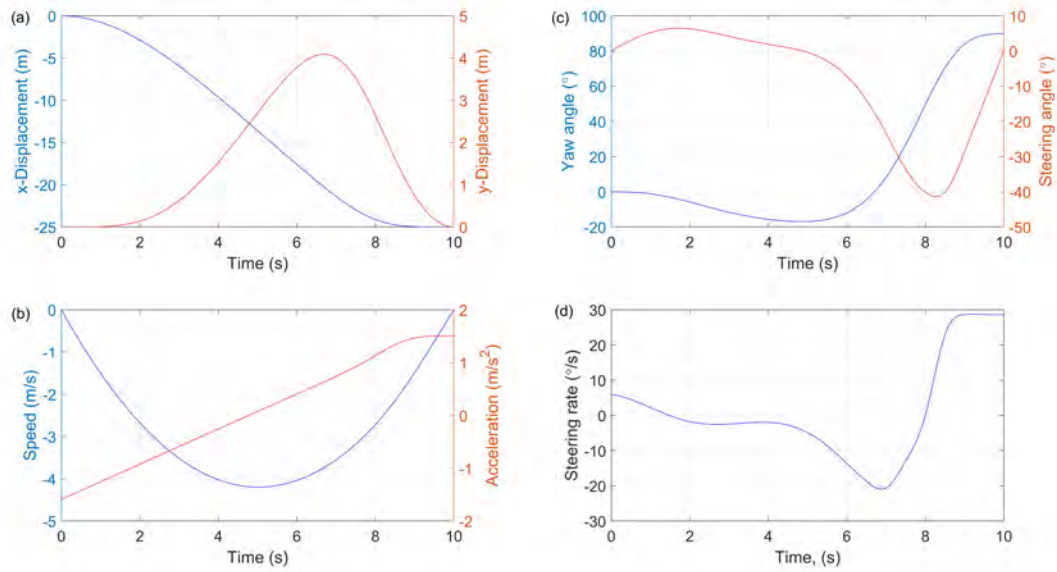 (a)
0
-5
-10
-15
-20
-25
x-Displacement (m)
5
4
3
2
1
0
y-Displacement (m)
0 2 4 6 8 10
Time (s)
(c)
100
80
60
40
20
0
-20
Yaw angle (°)
10
0
-10
-20
-30
-40
-50
Steering angle (°)
0 2 4 6 8 10
Time (s)
(b)
0
-1
-2
-3
-4
-5
Speed (m/s)
2
1
0
-1
-2
Acceleration (m/s²)
0 2 4 6 8 10
Time (s)
(d)
30
20
10
0
-10
-20
-30
Steering rate (°/s)
0 2 4 6 8 10
Time, (s)